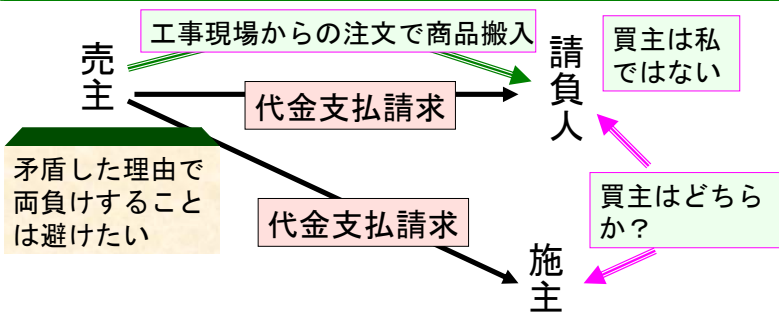 工事現場からの注文で商品搬入
売主
請負人
買主は私
ではない
代金支払請求
矛盾した理由で
両負けすること
は避けたい
代金支払請求
買主はどちら
か？
施主